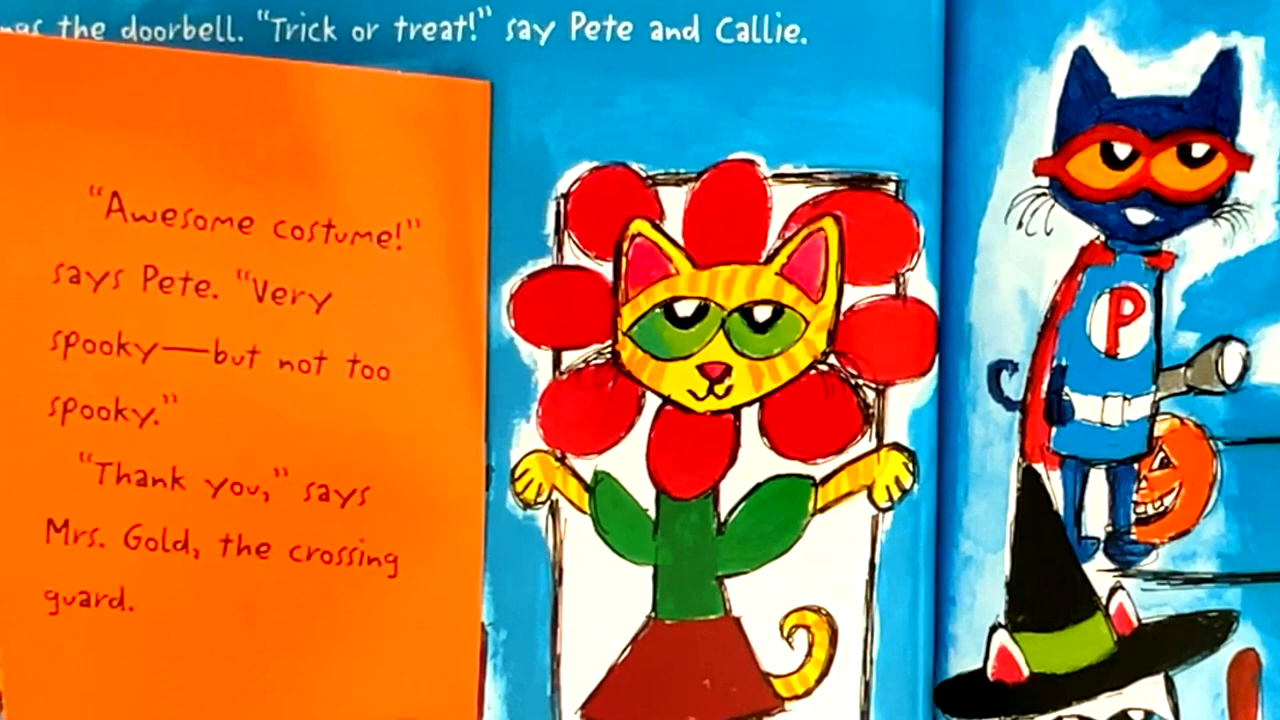 the doorbell. “Trick or treat!” say Pete and Callie.
“Awesome costume!”
says Pete. “Very
spooky—but not too
spooky.”
“Thank you,” says
Mrs. Gold, the crossing
guard.
P